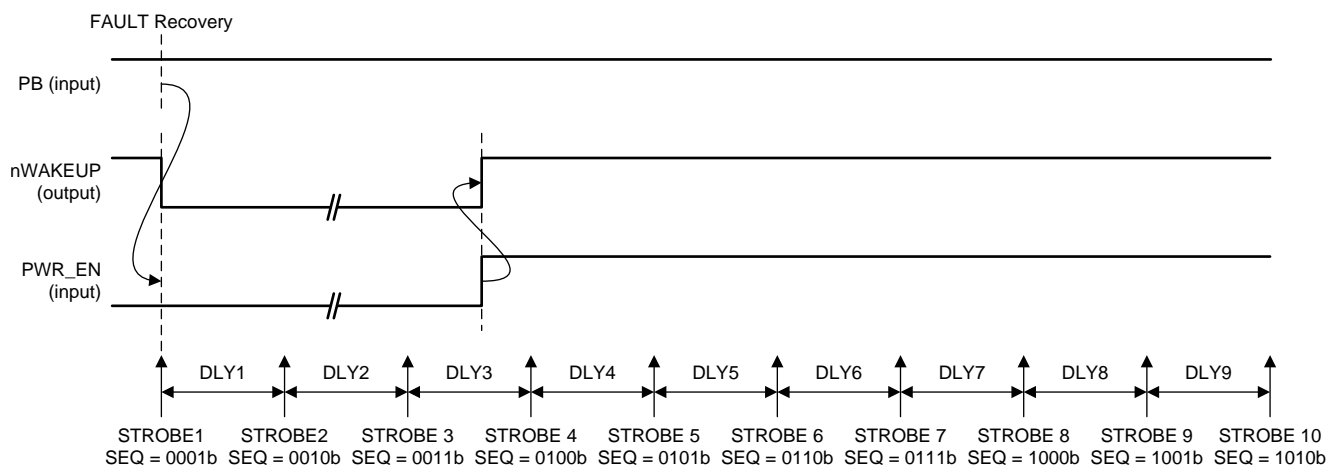 FAULT Recovery
PB (input)
nWAKEUP
(output)
PWR_EN
(input)
DLY1 DLY2 DLY3 DLY4 DLY5 DLY6 DLY7 DLY8 DLY9
STROBE1 STROBE2 STROBE 3 STROBE 4 STROBE 5 STROBE 6 STROBE 7 STROBE 8 STROBE 9 STROBE 10
SEQ = 0001b SEQ = 0010b SEQ = 0011b SEQ = 0100b SEQ = 0101b SEQ = 0110b SEQ = 0111b SEQ = 1000b SEQ = 1001b SEQ = 1010b